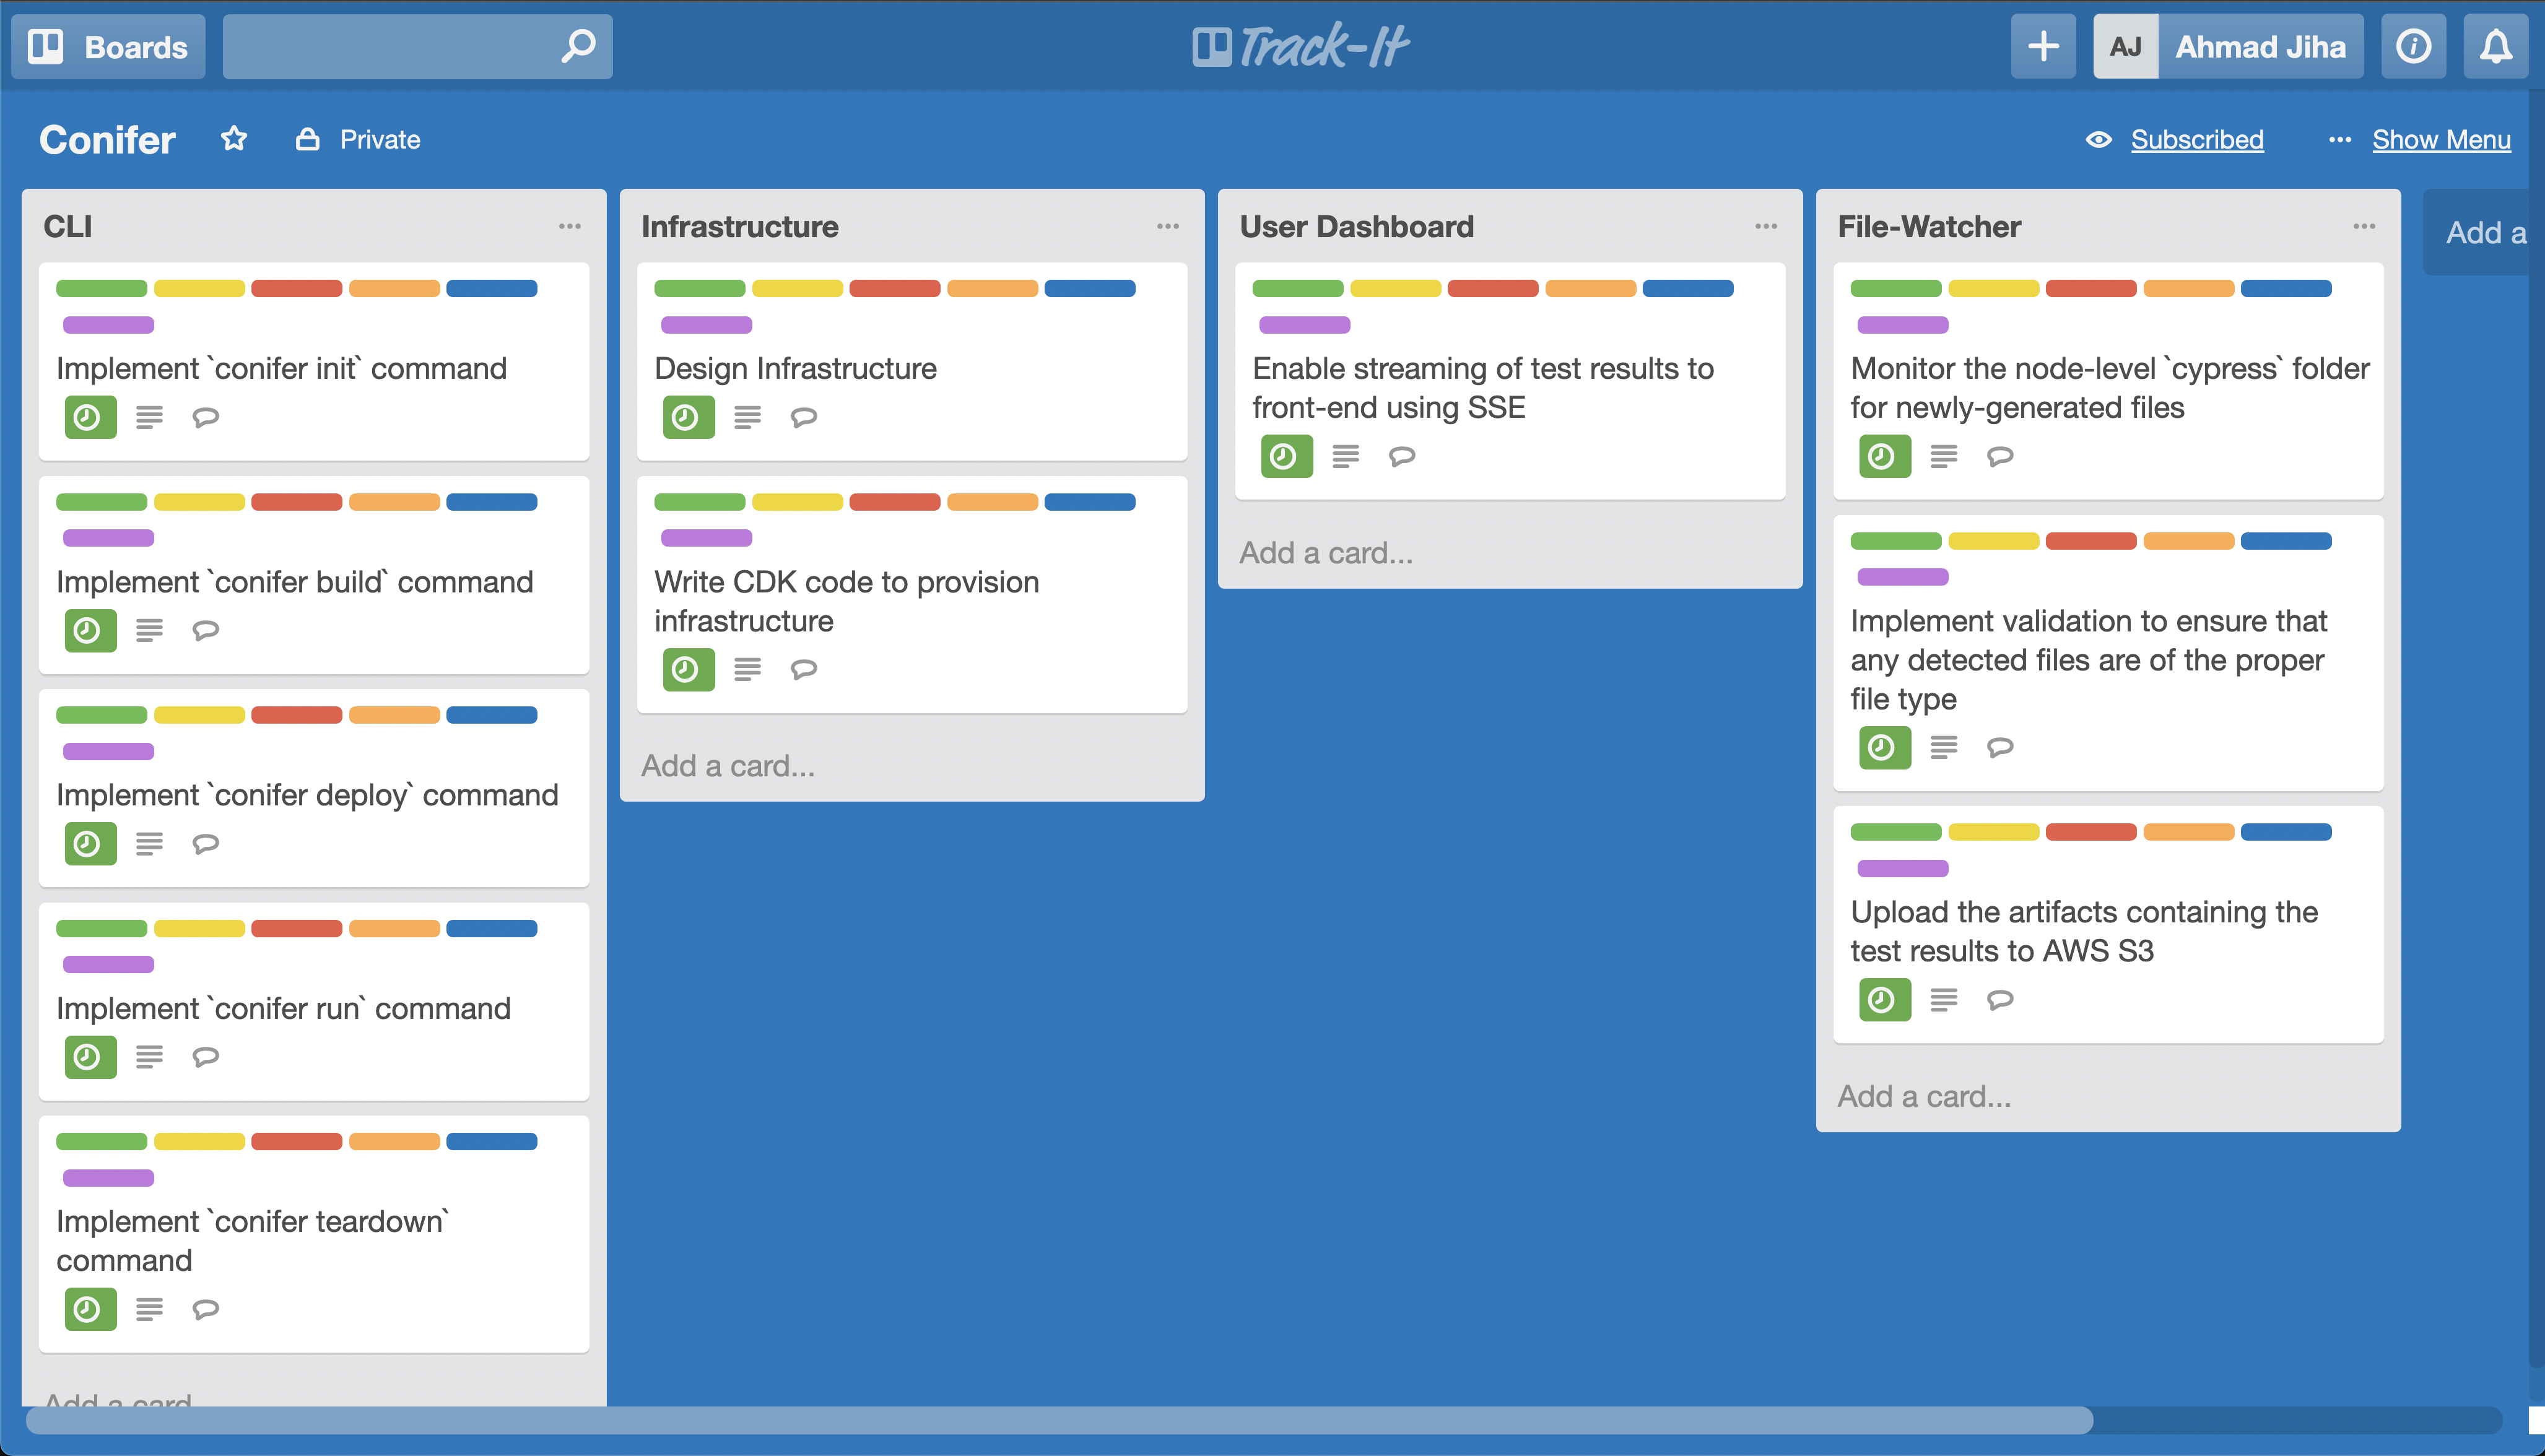 Boards
Track-It
AJ
Ahmad Jiha
Conifer
Private
Subscribed
Show Menu
CLI
Implement `conifer init` command
Implement `conifer build` command
Implement `conifer deploy` command
Implement `conifer run` command
Implement `conifer teardown`
command
Add a card
Infrastructure
Design Infrastructure
Write CDK code to provision
infrastructure
Add a card...
User Dashboard
Enable streaming of test results to
front-end using SSE
Add a card...
File-Watcher
Monitor the node-level `cypress` folder
for newly-generated files
Implement validation to ensure that
any detected files are of the proper
file type
Upload the artifacts containing the
test results to AWS S3
Add a card...
Add a